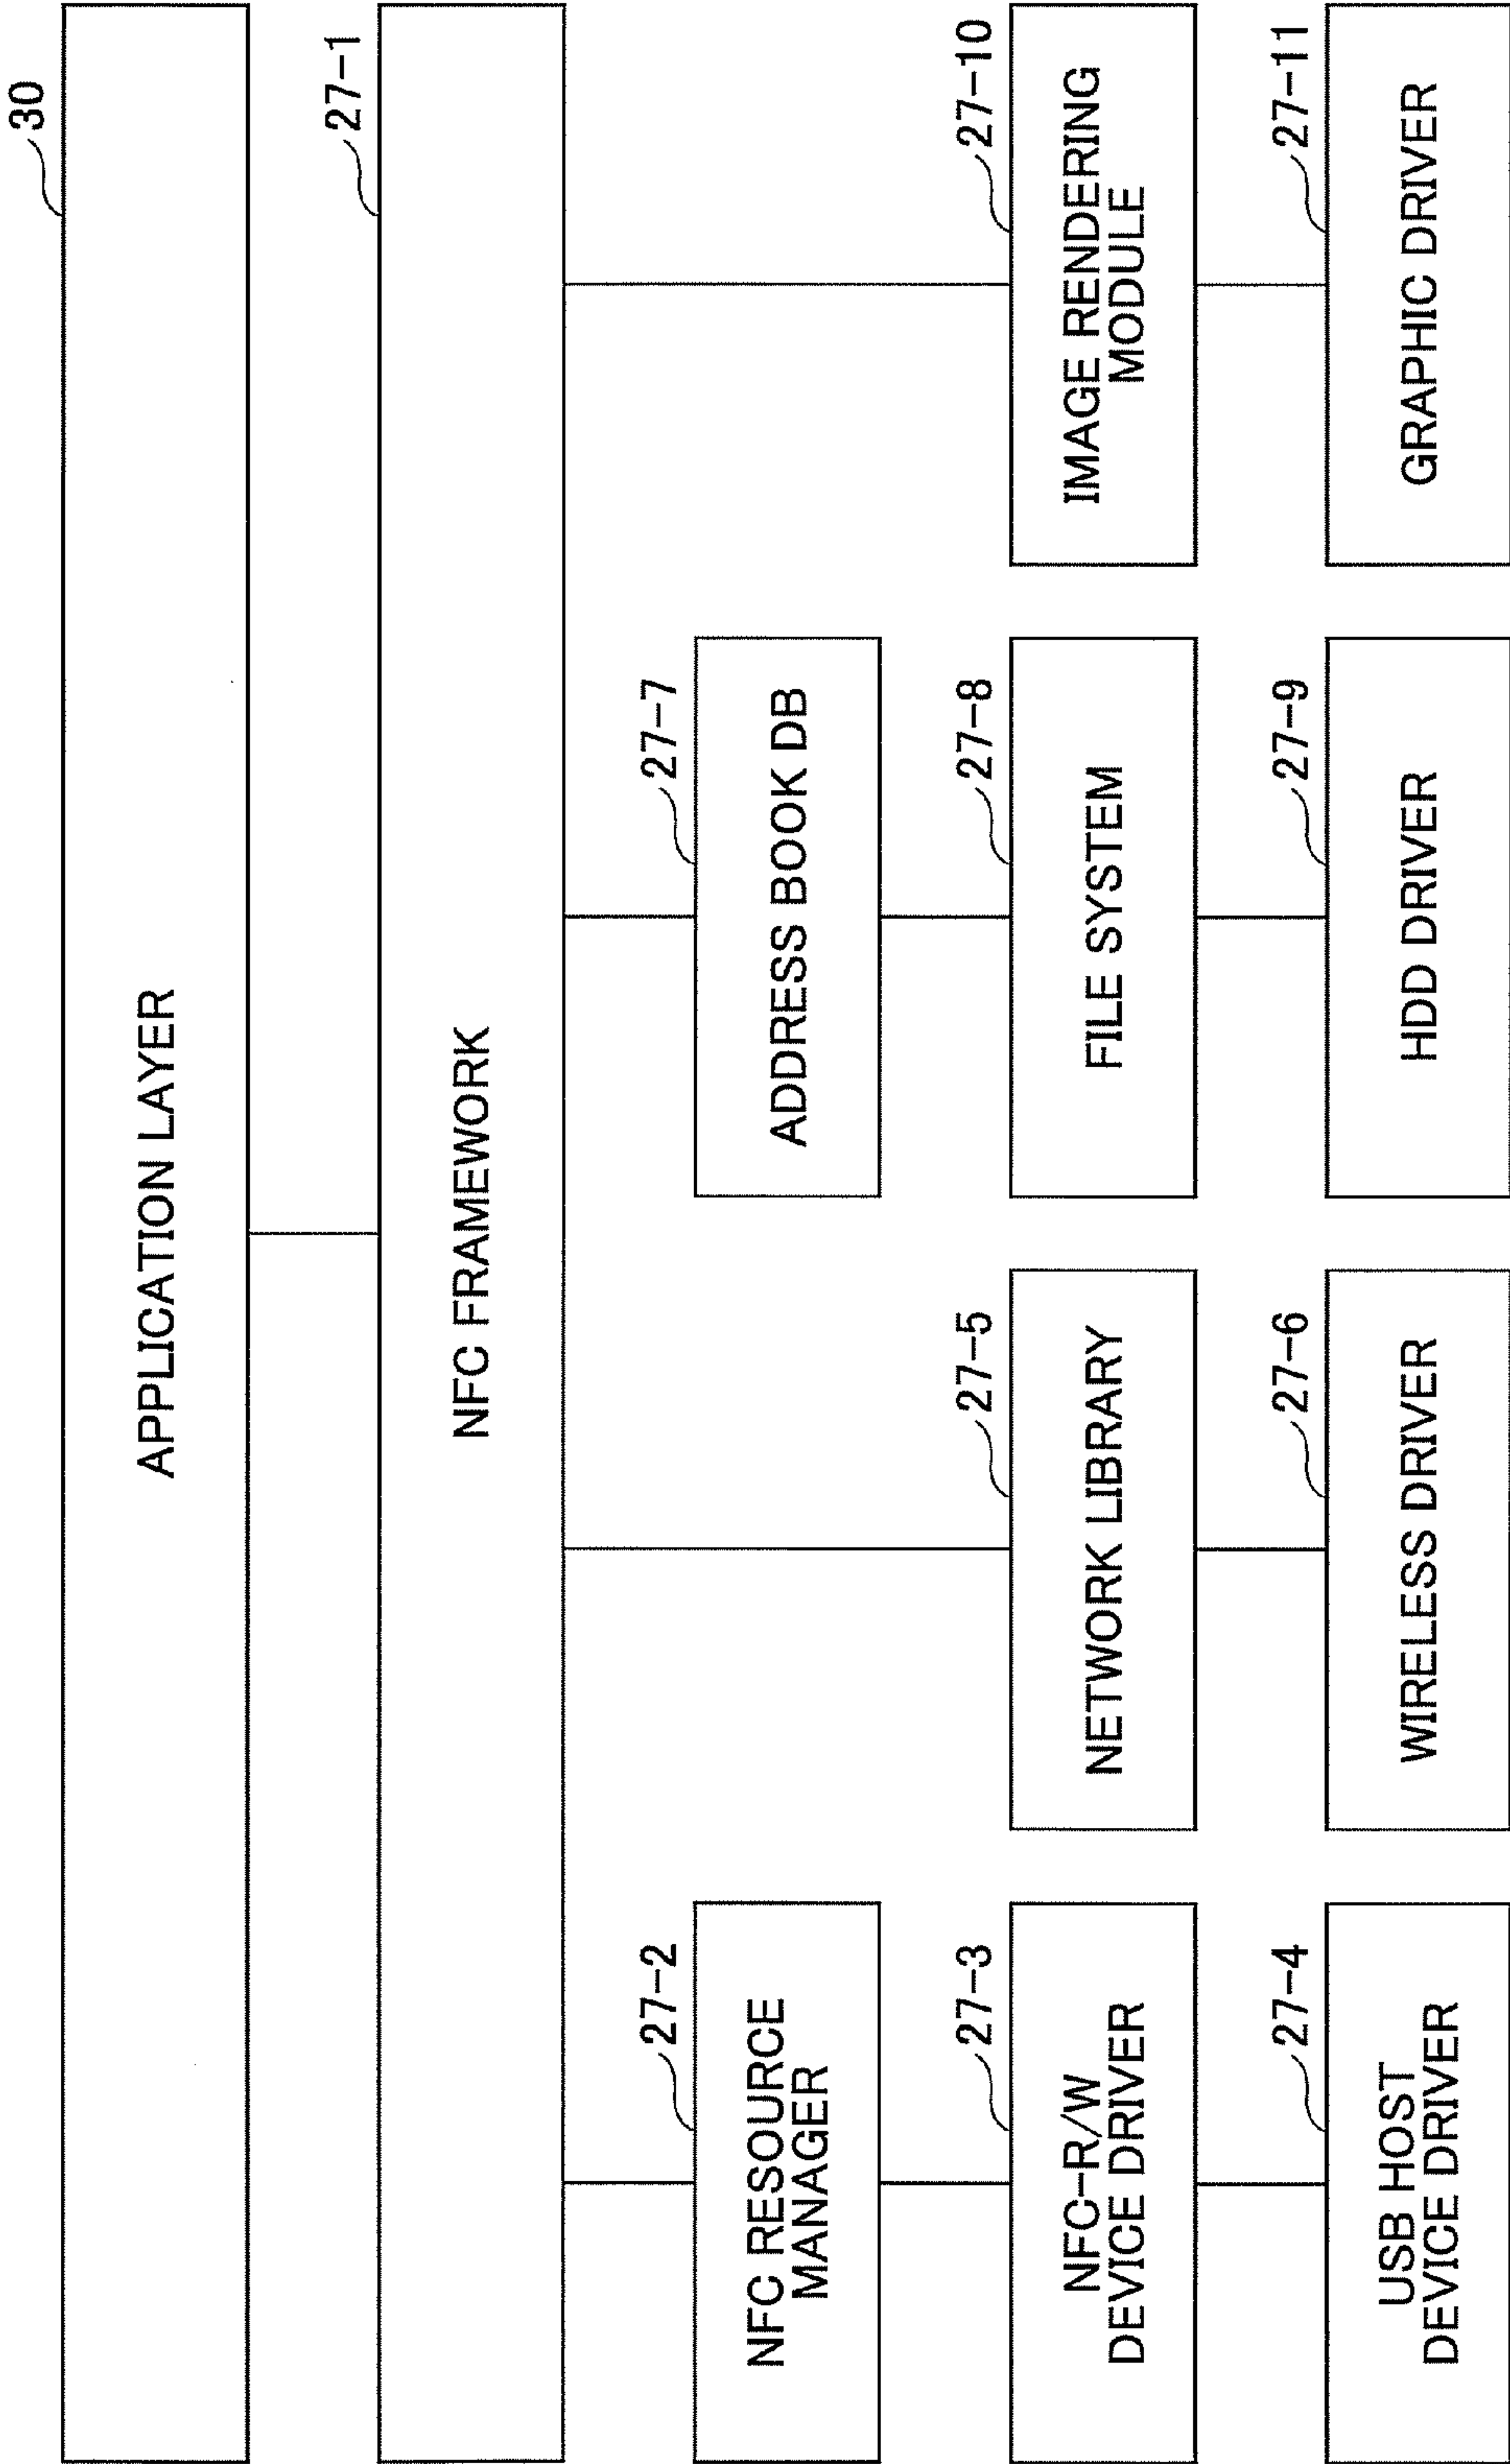 30
APPLICATION LAYER
27-1
NFC FRAMEWORK
27-2
NFC RESOURCE
MANAGER
27-7
ADDRESS BOOK DB
27-3
NFC-R/W
DEVICE DRIVER
27-5
NETWORK LIBRARY
27-8
FILE SYSTEM
27-10
IMAGE RENDERING
MODULE
27-4
USB HOST
DEVICE DRIVER
27-6
WIRELESS DRIVER
27-9
HDD DRIVER
27-11
GRAPHIC DRIVER